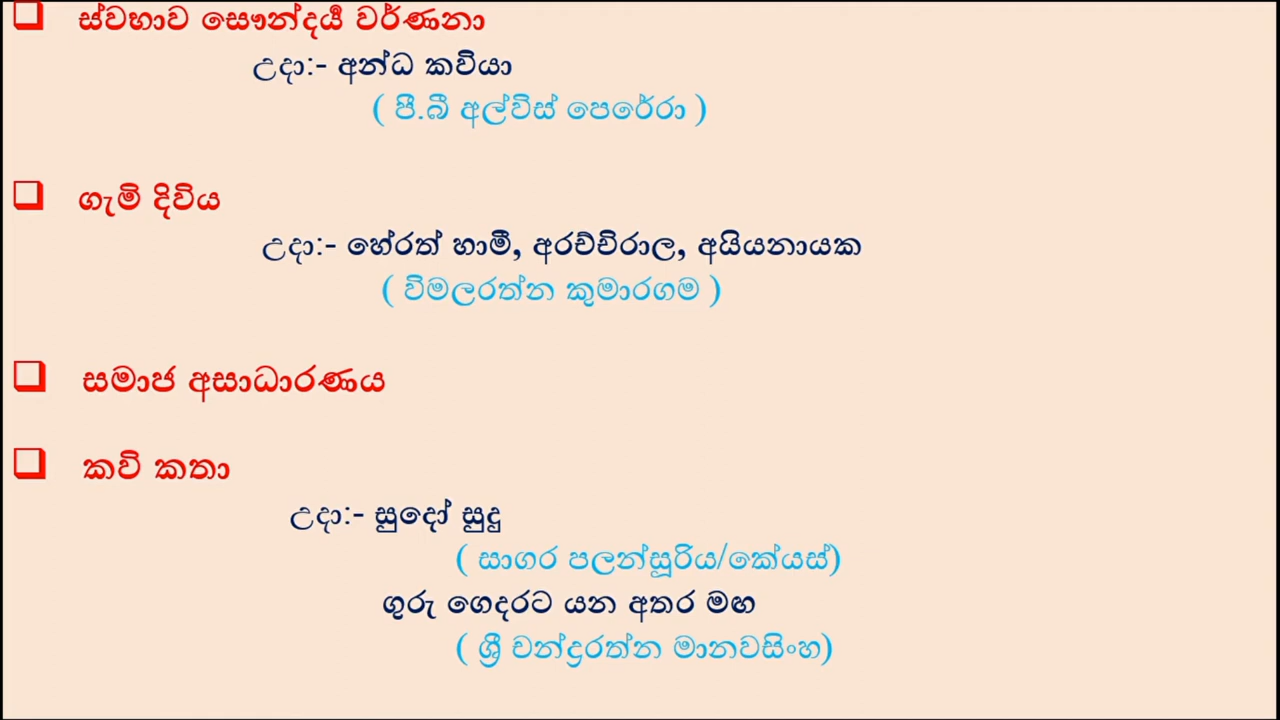 ස්වභාව සෞන්දර්‍ය වර්ණනා
උදා:- අන්ධ කවියා
( පී.බී අල්විස් පෙරේරා )
ගැමි දිවිය
උදා:- හේරත් හාමී, අරච්චිරාල, අයියනායක
( විමලරත්න කුමාරගම )
සමාජ අසාධාරණය
කවි කතා
උදා:- සුදෝ සුදු
( සාගර පලන්සූරිය/කේයස්)
ගුරු ගෙදරට යන අතර මඟ
( ශ්‍රී චන්ද්‍රරත්න මානවසිංහ)